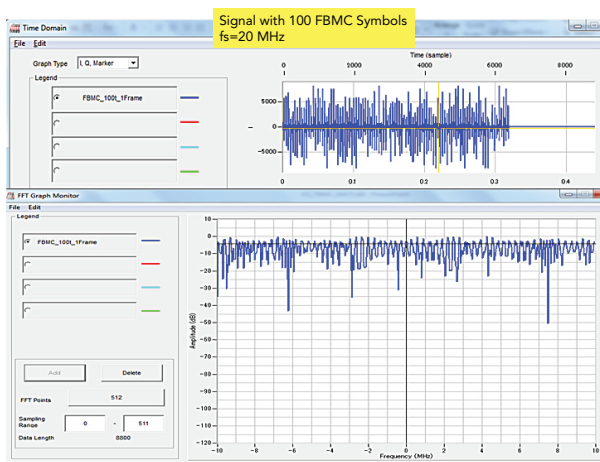 Signal with 100 FBMC Symbols
fs=20 MHz
Time Domain
File Edit
Graph Type I, Q, Marker
Legend
FBMC_100t_1Frame
Time (sample)
0 2000 4000 6000 8000
5000
0
-5000
I
0 0.1 0.2 0.3 0.4
FFT Graph Monitor
File Edit
Legend
FBMC_100t_1Frame
Add Delete
FFT Points 512
Sampling Range 0 - 511
Data Length 8800
Amplitude (dB)
10
0
-10
-20
-30
-40
-50
-60
-70
-80
-90
-100
-110
-120
-10 -8 -6 -4 -2 0 2 4 6 8 10
Frequency (MHz)